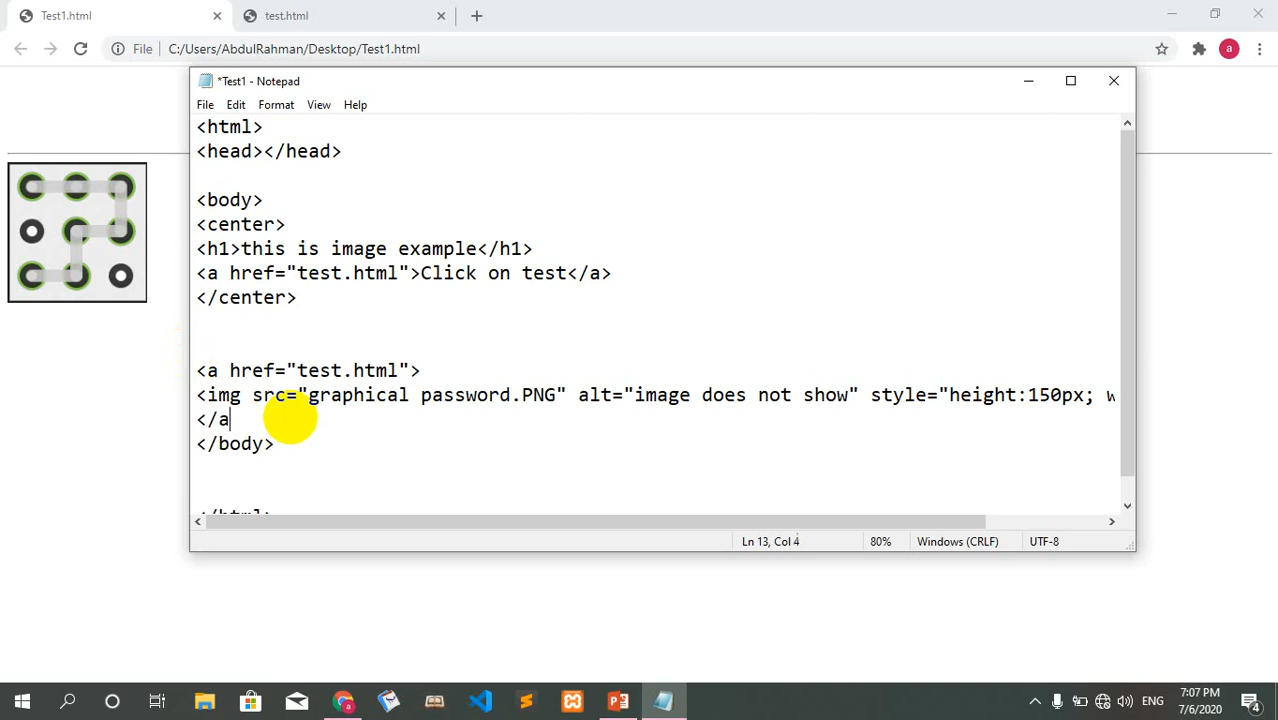 Test1.html
test.html
File
C:/Users/AbdulRahman/Desktop/Test1.html
a
*Test1 - Notepad
File Edit Format View Help
<html>
<head></head>
<body>
<center>
<h1>this is image example</h1>
<a href="test.html">Click on test</a>
</center>
<a href="test.html">
<img src="graphical password.PNG" alt="image does not show" style="height:150px; w
</a
</body>
</html>
Ln 13, Col 4 80% Windows (CRLF) UTF-8
ENG
7:07 PM
7/6/2020
4